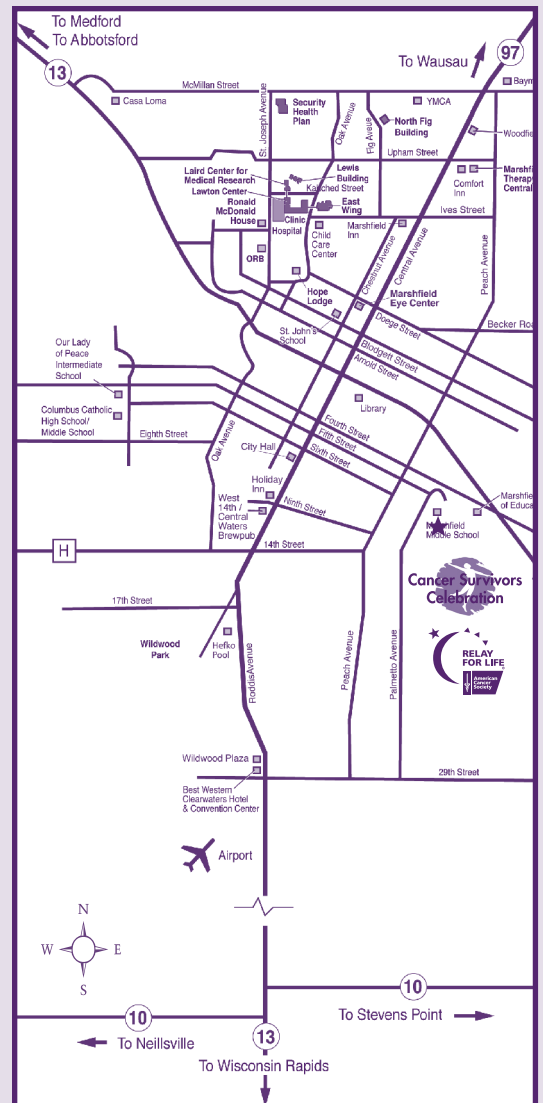 To Medford
To Abbotsford
13
To Wausau
97
McMillan Street
Casa Loma
St. Joseph Avenue
Security
Health
Plan
Oak Avenue
Fig Aveue
YMCA
North Fig
Building
Upham Street
Laird Center for
Medical Research
Lawton Center
Ronald
McDonald
House
Lewis
Building
Kalsched Street
East
Wing
Clinic
Hospital
Child
Care
Center
Marshfield
Inn
Comfort
Inn
Therapy
Central
Ives Street
ORB
Hope
Lodge
Chestnut Avenue
Central Avenue
Peach Avenue
Marshfield
Eye Center
St. John's
School
Doege Street
Becker
Blodgett Street
Arnold Street
Our Lady
of Peace
Intermediate
School
Columbus Catholic
High School/
Middle School
Eighth Street
Oak Avenue
Library
Fourth Street
Fifth Street
Sixth Street
City Hall
Holiday
Inn
West
14th /
Central
Waters
Brewpub
Ninth Street
Marshfield
Middle School
of
H
14th Street
Cancer Survivors
Celebration
17th Street
Wildwood
Park
Hefko
Pool
RoddisAvenue
Peach Avenue
Palmetto Avenue
RELAY
FOR LIFE
American
Cancer
Society
Wildwood Plaza
29th Street
Best Western
Clearwaters Hotel
& Convention Center
Airport
N
W E
S
10
To Stevens Point
10
To Neillsville
13
To Wisconsin Rapids